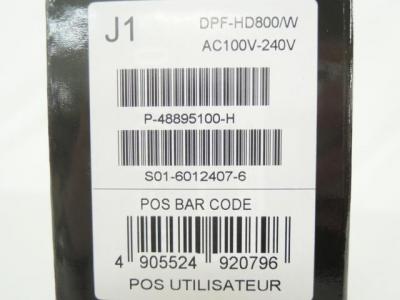 J1
DPF-HD800/W
AC100V-240V
P-48895100-H
S01-6012407-6
POS BAR CODE
4 905524 920796
POS UTILISATEUR